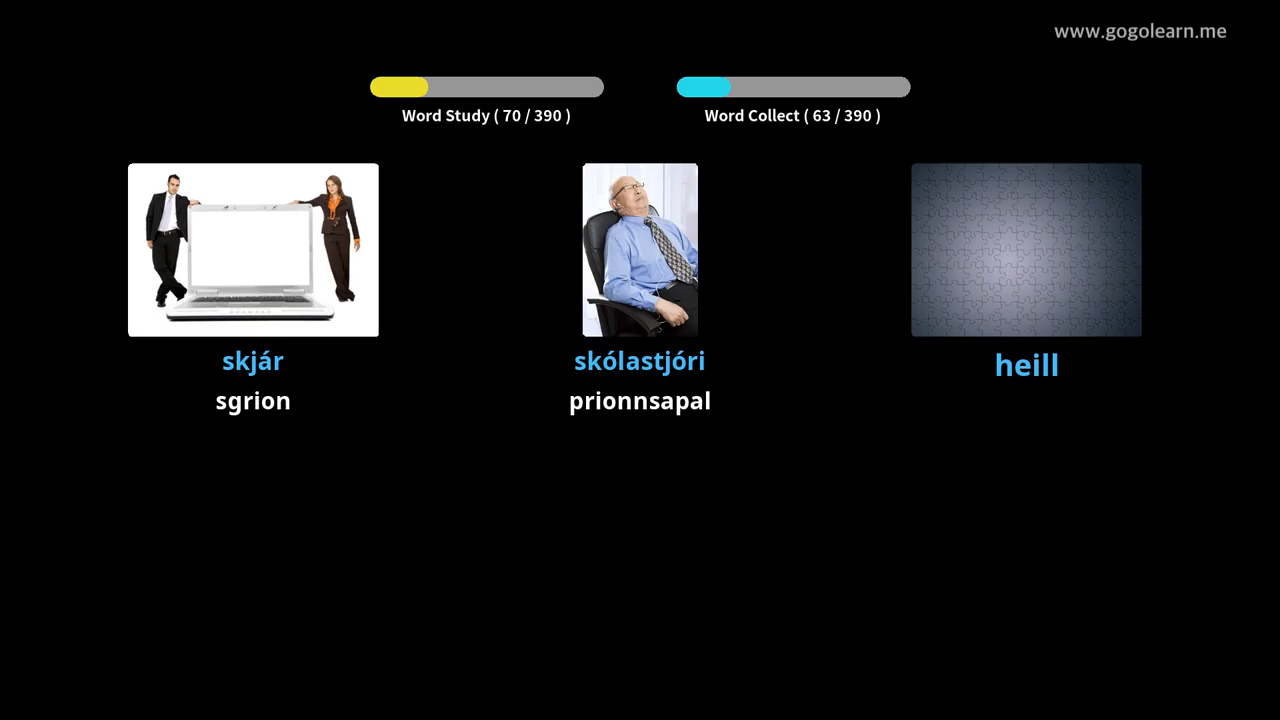 www.gogolearn.me
Word Study ( 70 / 390 )
Word Collect ( 63 / 390 )
skjár
sgrion
skólastjóri
prionnsapal
heill